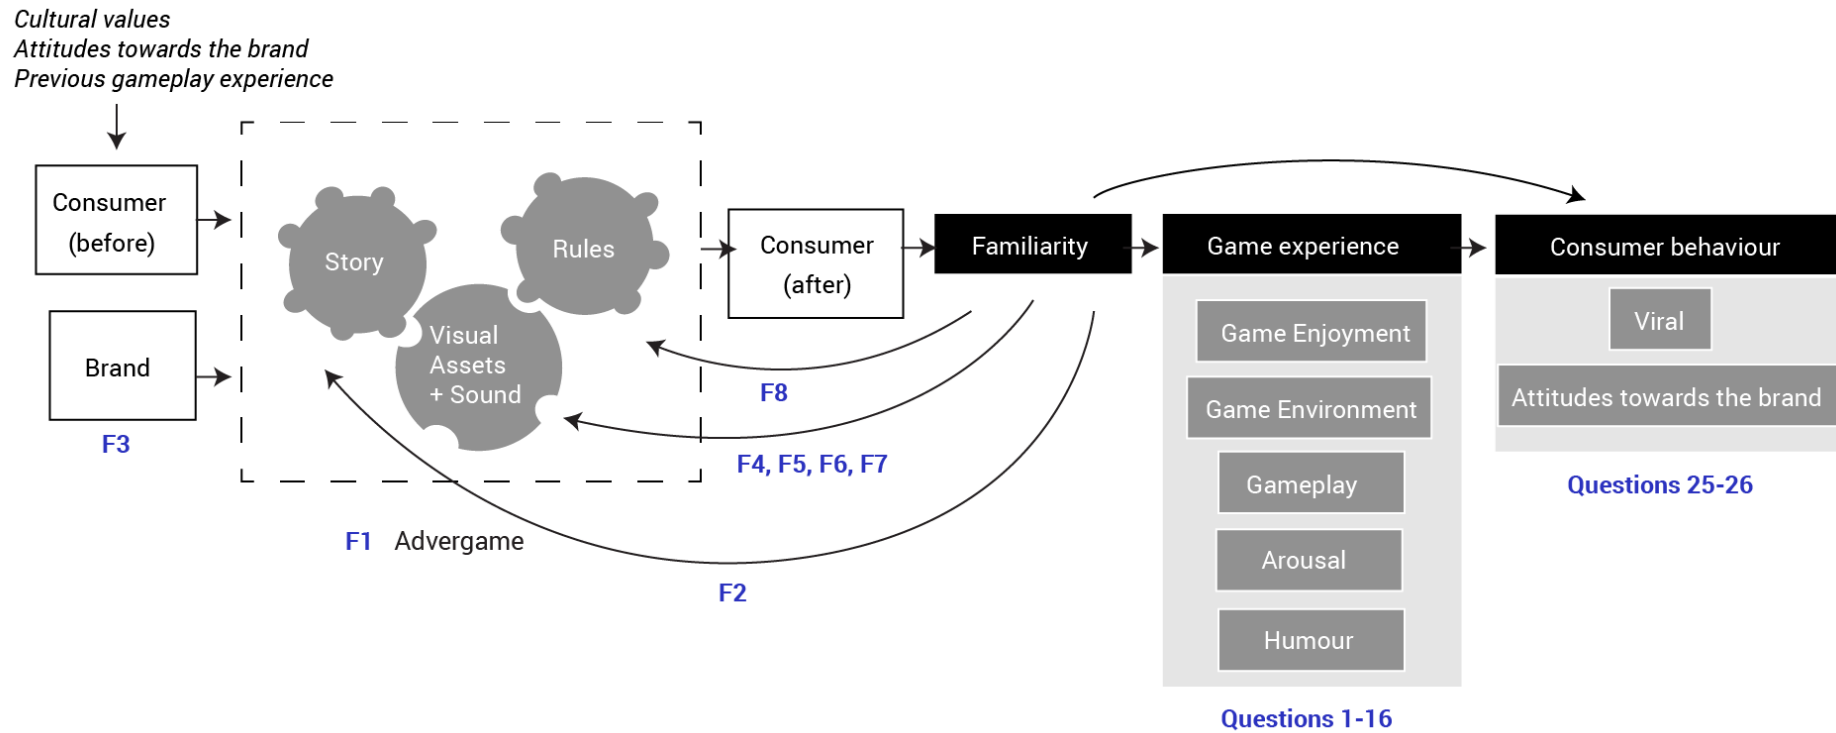 Cultural values
Attitudes towards the brand
Previous gameplay experience
Consumer
(before)
Brand
F3
Story
Rules
Visual
Assets
+ Sound
F1 Advergame
Consumer
(after)
Familiarity
F8
F4, F5, F6, F7
F2
Game experience
Game Enjoyment
Game Environment
Gameplay
Arousal
Humour
Questions 1-16
Consumer behaviour
Viral
Attitudes towards the brand
Questions 25-26